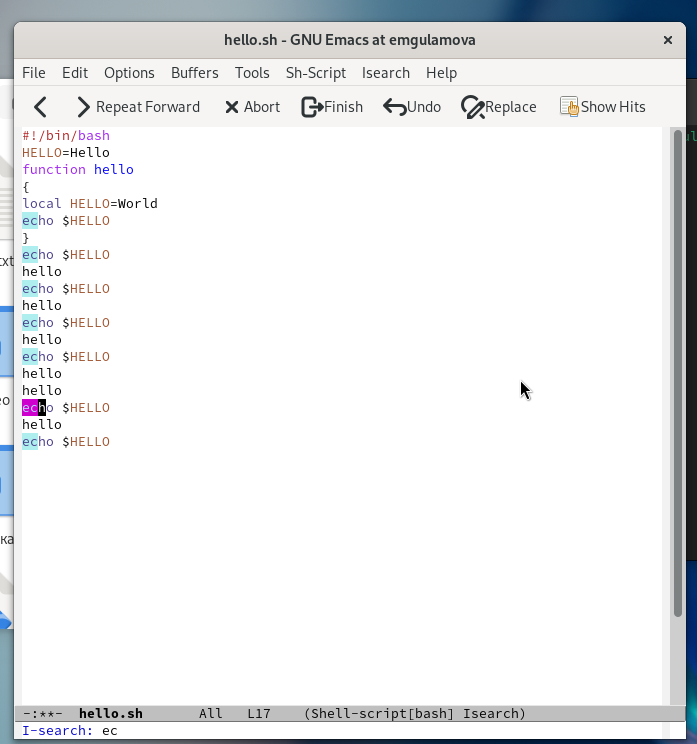 hello.sh - GNU Emacs at emgulamova
File Edit Options Buffers Tools Sh-Script Isearch Help
Repeat Forward Abort Finish Undo Replace Show Hits
#!/bin/bash
HELLO=Hello
function hello
{
local HELLO=World
echo $HELLO
}
echo $HELLO
hello
echo $HELLO
hello
echo $HELLO
hello
echo $HELLO
hello
hello
echo $HELLO
hello
echo $HELLO
-:**- hello.sh All L17 (Shell-script[bash] Isearch)
I-search: ec